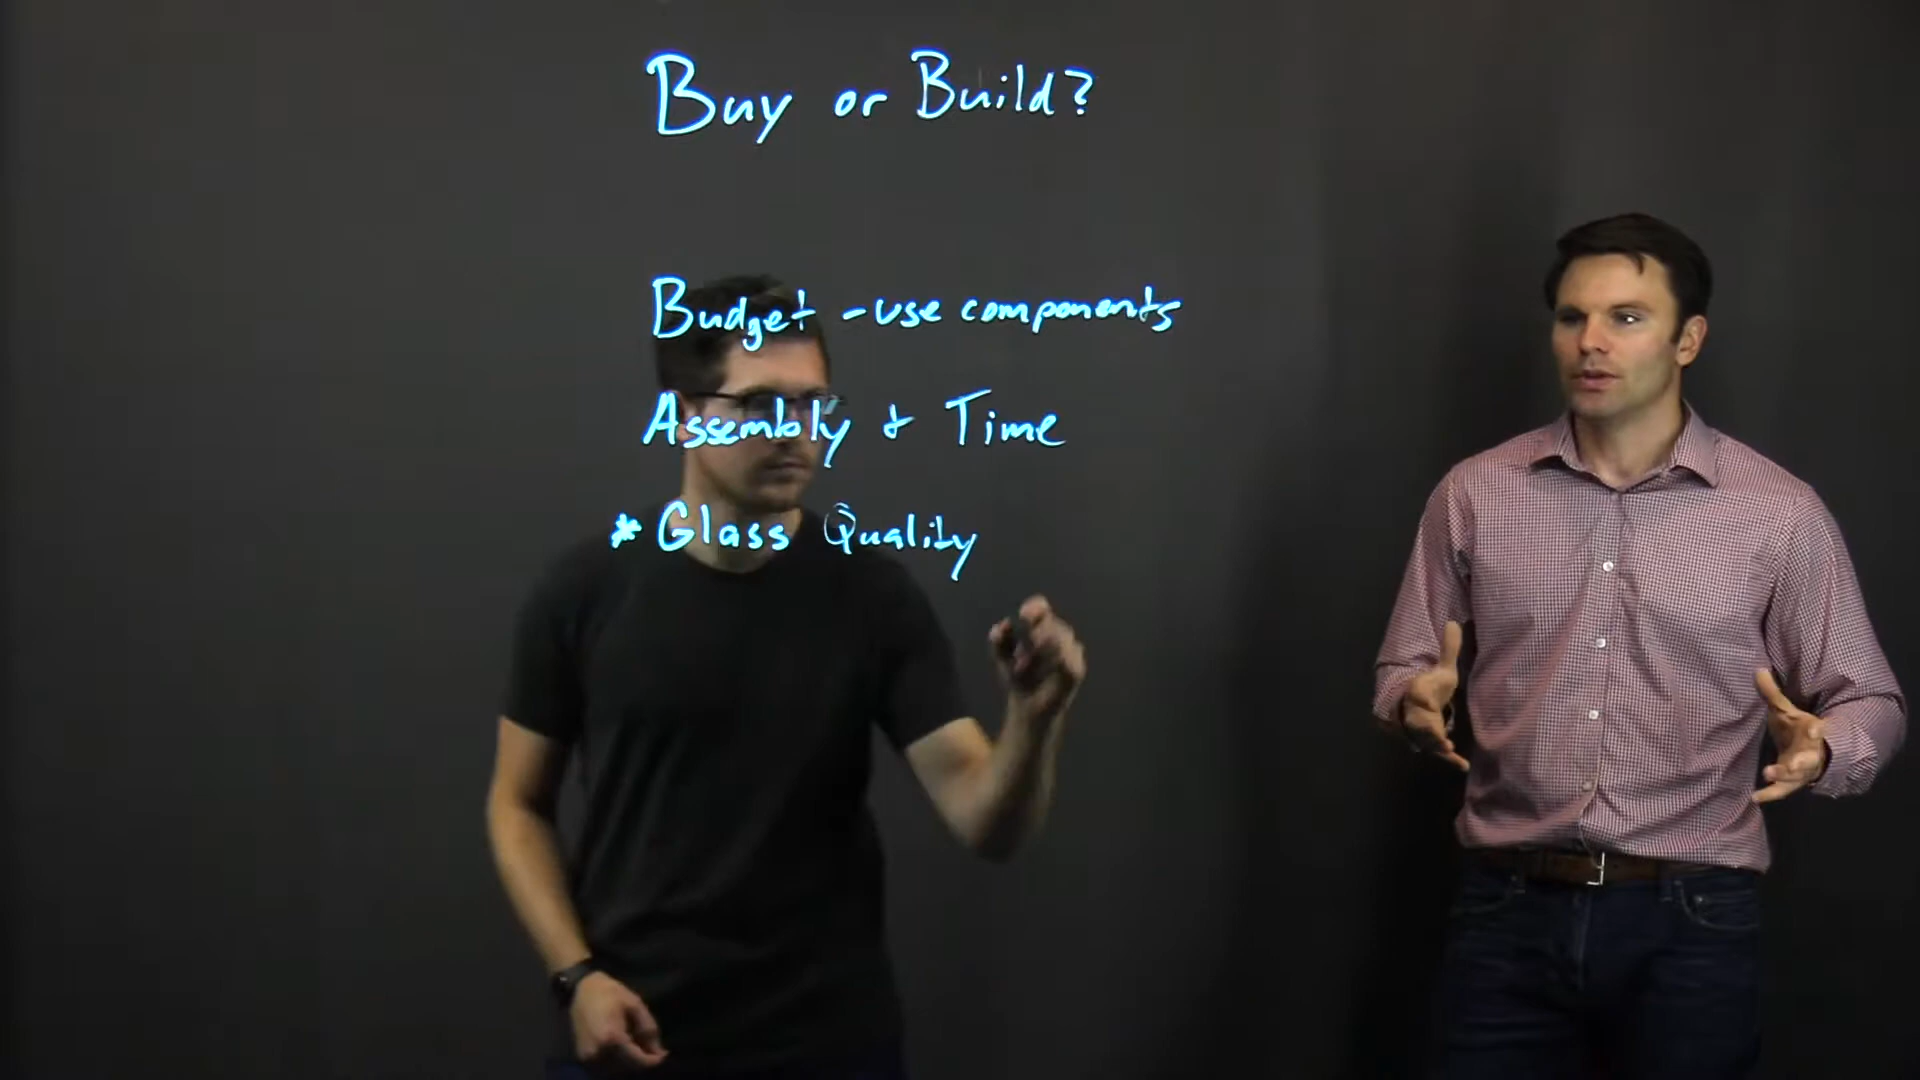 Buy or Build?
Budget - use components
Assembly & Time
* Glass Quality